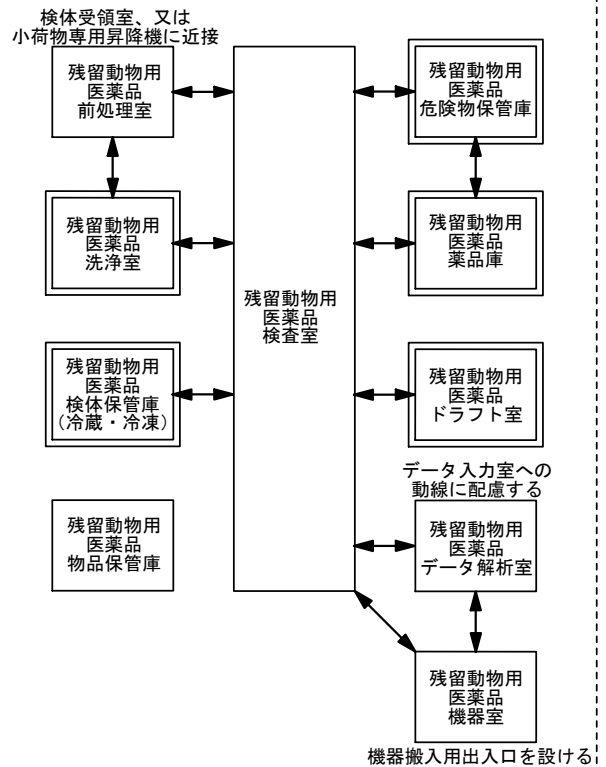 検体受領室、又は
小荷物専用昇降機に近接
残留動物用
医薬品
前処理室
残留動物用
医薬品
洗浄室
残留動物用
医薬品
検体保管庫
(冷蔵・冷凍)
残留動物用
医薬品
物品保管庫
残留動物用
医薬品
検査室
残留動物用
医薬品
危険物保管庫
残留動物用
医薬品
薬品庫
残留動物用
医薬品
ドラフト室
データ入力室への
動線に配慮する
残留動物用
医薬品
データ解析室
残留動物用
医薬品
機器室
機器搬入用出入口を設ける